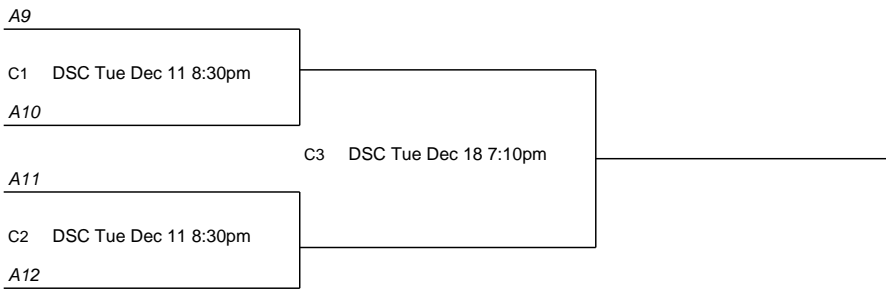 A9
C1 DSC Tue Dec 11 8:30pm
A10
C3 DSC Tue Dec 18 7:10pm
A11
C2 DSC Tue Dec 11 8:30pm
A12